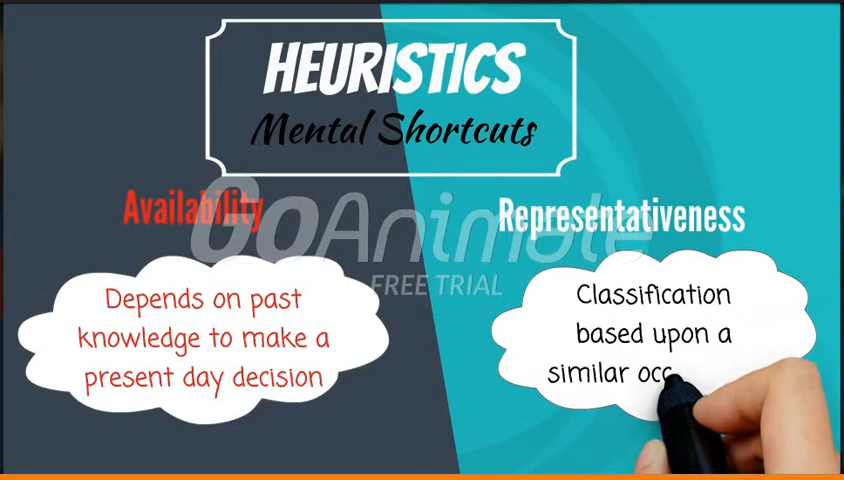 HEURISTICS
Mental Shortcuts
Availability
Representativeness
GoAnimate
FREE TRIAL
Depends on past
knowledge to make a
present day decision
Classification
based upon a
similar occ